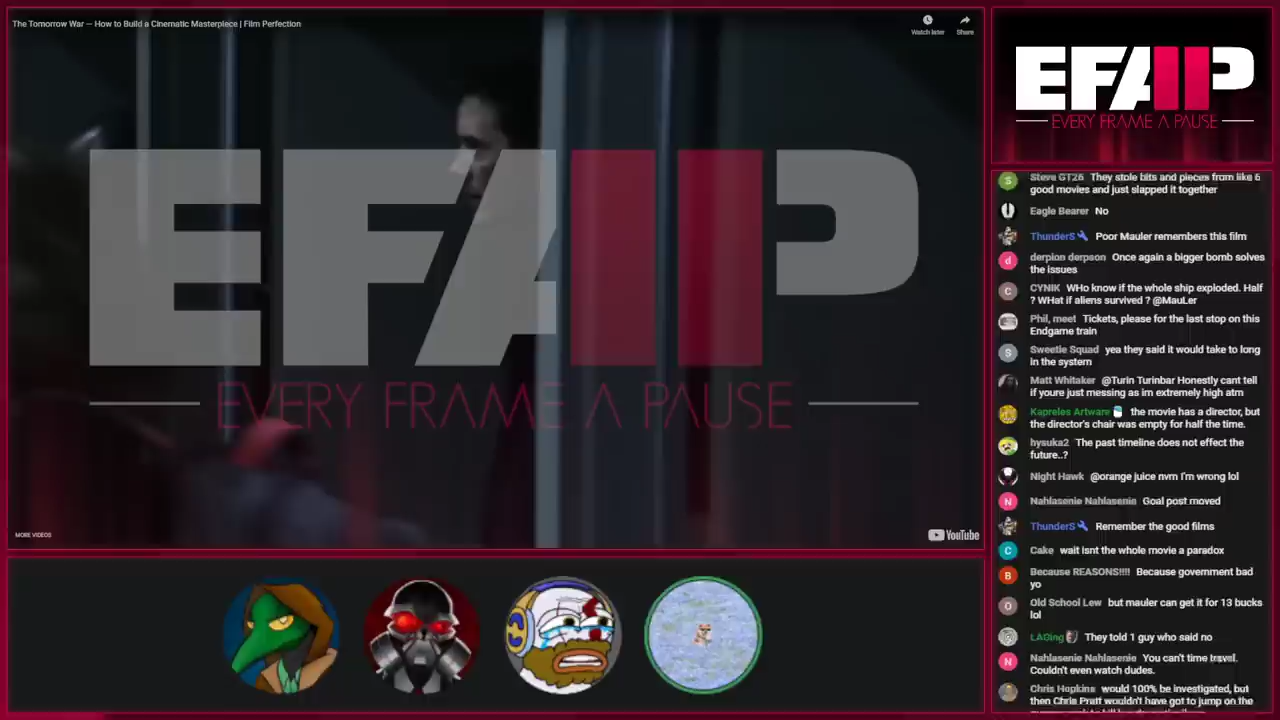 The Tomorrow War – How to Build a Cinematic Masterpiece | Film Perfection
Watch later
Share
EFAP
EVERY FRAME A PAUSE
MORE VIDEOS
YouTube
EFAP
EVERY FRAME A PAUSE
Steve GT26 They stole bits and pieces from like 6
good movies and just slapped it together
Eagle Bearer No
ThunderS Poor Mauler remembers this film
derpion derpson Once again a bigger bomb solves
the issues
CYNIK WHo know if the whole ship exploded. Half
? WHat if aliens survived ? @MauLer
Phil, meet Tickets, please for the last stop on this
Endgame train
Sweetie Squad yea they said it would take to long
in the system
Matt Whitaker @Turin Turinbar Honestly cant tell
if youre just messing as im extremely high atm
Kapreles Artware the movie has a director, but
the director's chair was empty for half the time.
hysuka2 The past timeline does not effect the
future..?
Night Hawk @orange juice nvm I'm wrong lol
Nahlasenie Nahlasenie Goal post moved
ThunderS Remember the good films
Cake wait isnt the whole movie a paradox
Because REASONS!!!! Because government bad
yo
Old School Lew but mauler can get it for 13 bucks
lol
LAGing They told 1 guy who said no
Nahlasenie Nahlasenie You can't time travel.
Couldn't even watch dudes.
Chris Hopkins would 100% be investigated, but
then Chris Pratt wouldn't have got to jump on the